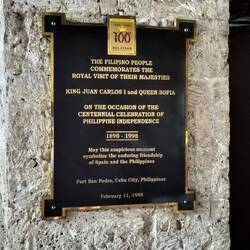 100
KALAYAAN
THE FILIPINO PEOPLE
COMMEMORATES THE
ROYAL VISIT OF THEIR MAJESTIES
KING JUAN CARLOS I and QUEEN SOFIA
ON THE OCCASION OF THE
CENTENNIAL CELEBRATION OF
PHILIPPINE INDEPENDENCE
1898 - 1998
May this auspicious moment
symbolize the enduring friendship
of Spain and the Philippines
Fort San Pedro, Cebu City, Philippines
February 11, 1998